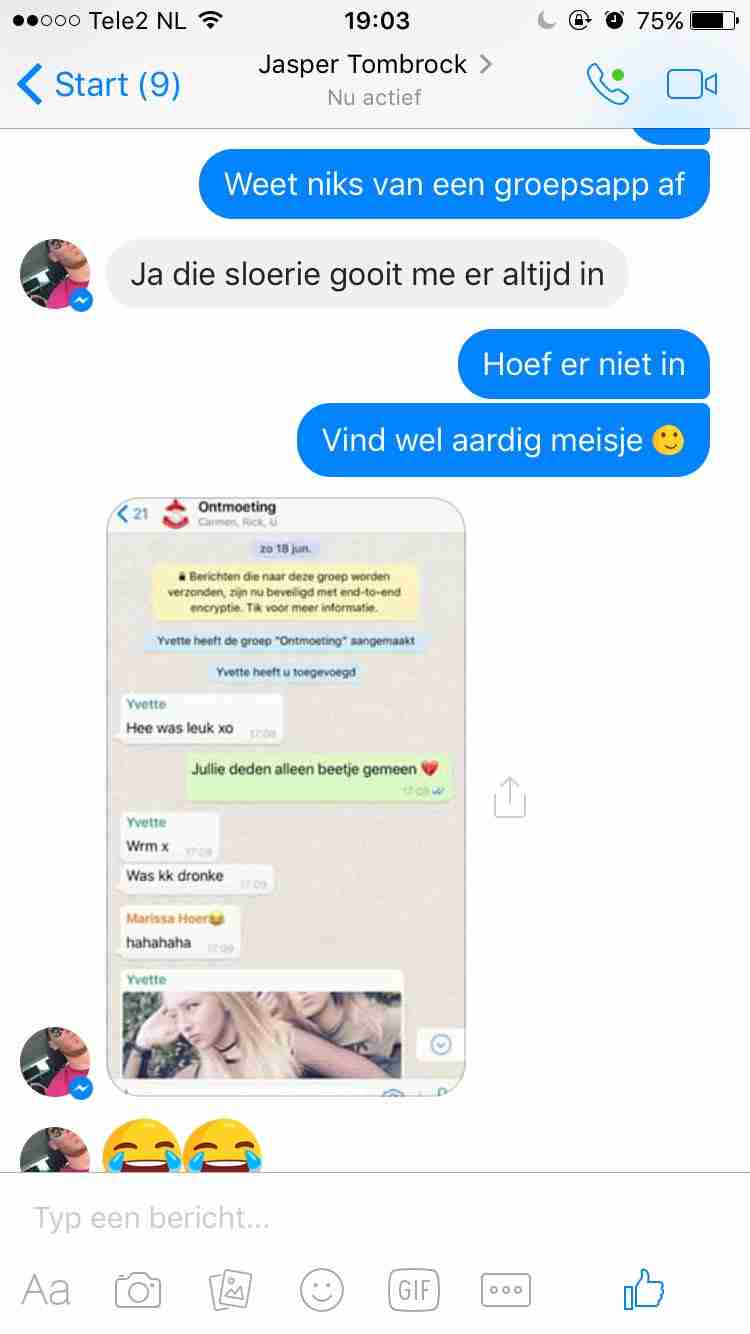 Tele2 NL 19:03 75%
Start (9) Jasper Tombrock
Nu actief
Weet niks van een groepsapp af
Ja die sloerie gooit me er altijd in
Hoef er niet in
Vind wel aardig meisje 🙂
21 Ontmoeting
Carmen, Rick, U
zo 18 jun.
Berichten die naar deze groep worden
verzonden, zijn nu beveiligd met end-to-end
encryptie. Tik voor meer informatie.
Yvette heeft de groep "Ontmoeting" aangemaakt
Yvette heeft u toegevoegd
Yvette
Hee was leuk xo 17:08
Jullie deden alleen beetje gemeen 💔
17:09
Yvette
Wrm x 17:09
Was kk dronke 17:09
Marissa Hoer😂
hahahaha 17:09
Yvette
😂😂
Typ een bericht...
Aa GIF